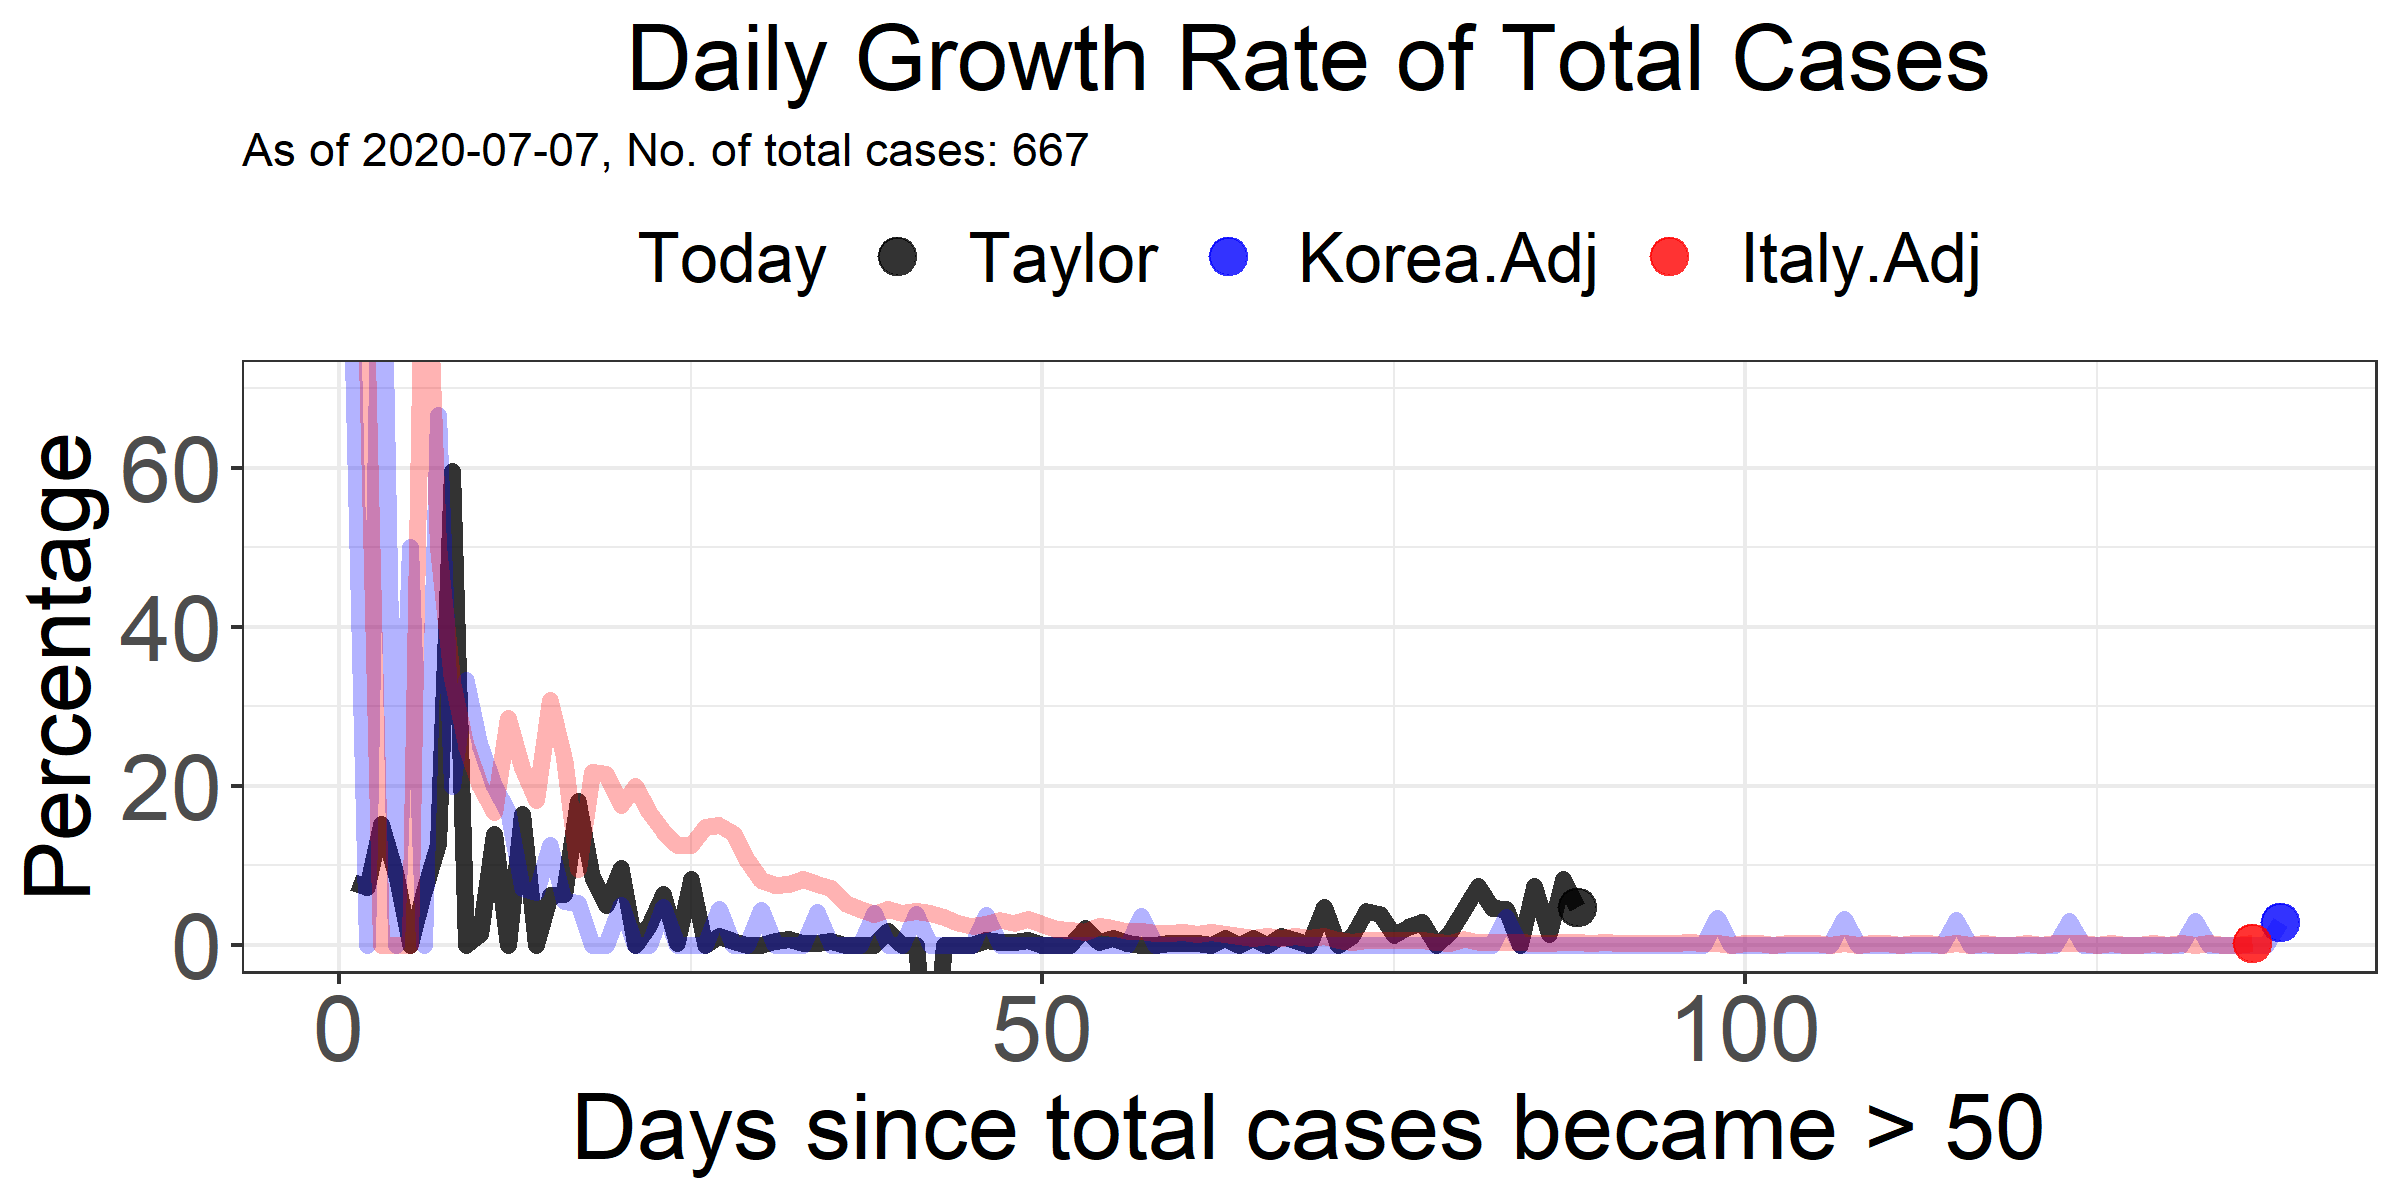 Daily Growth Rate of Total Cases
As of 2020-07-07, No. of total cases: 667
Today Taylor Korea.Adj Italy.Adj
Percentage
60
40
20
0
0 50 100
Days since total cases became > 50